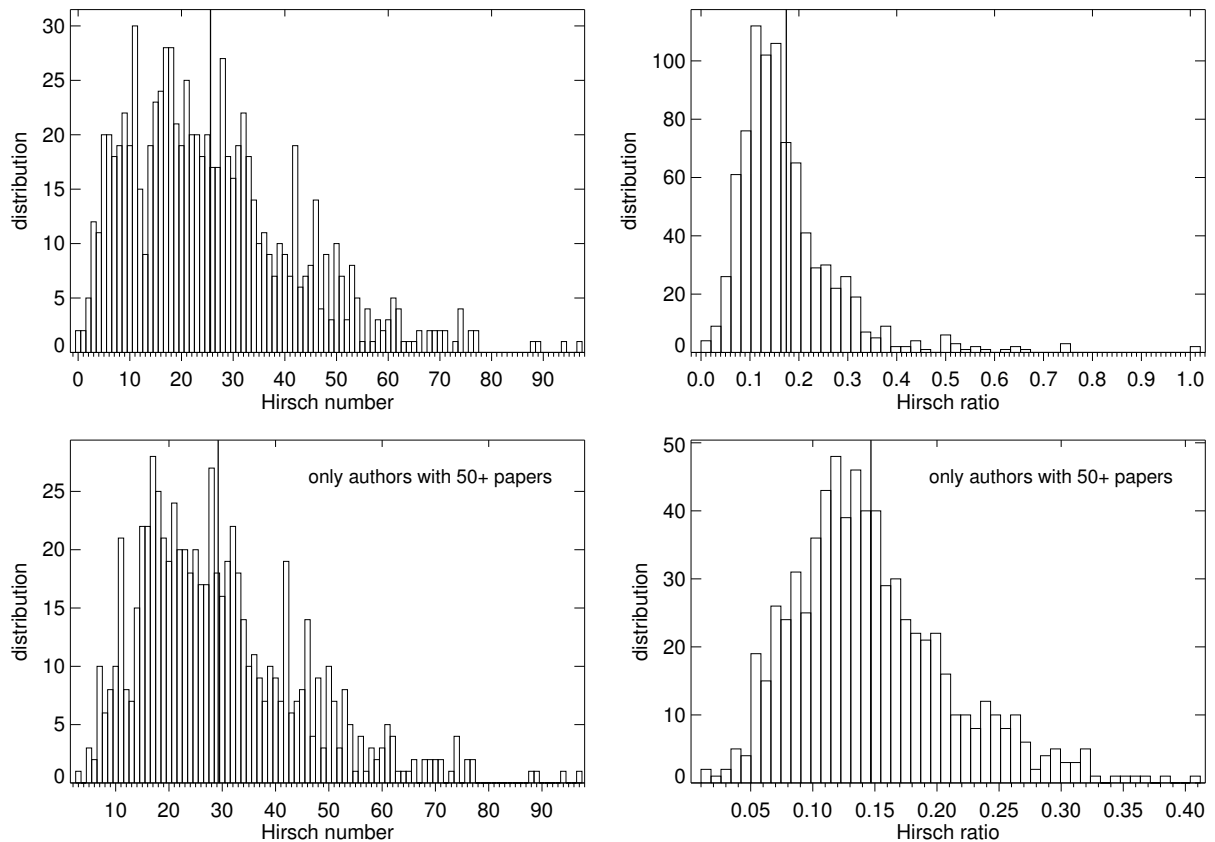 30
25
20
15
10
5
0
distribution
0 10 20 30 40 50 60 70 80 90
Hirsch number
100
80
60
40
20
0
distribution
0.0 0.1 0.2 0.3 0.4 0.5 0.6 0.7 0.8 0.9 1.0
Hirsch ratio
only authors with 50+ papers
25
20
15
10
5
0
distribution
10 20 30 40 50 60 70 80 90
Hirsch number
only authors with 50+ papers
50
40
30
20
10
0
distribution
0.05 0.10 0.15 0.20 0.25 0.30 0.35 0.40
Hirsch ratio